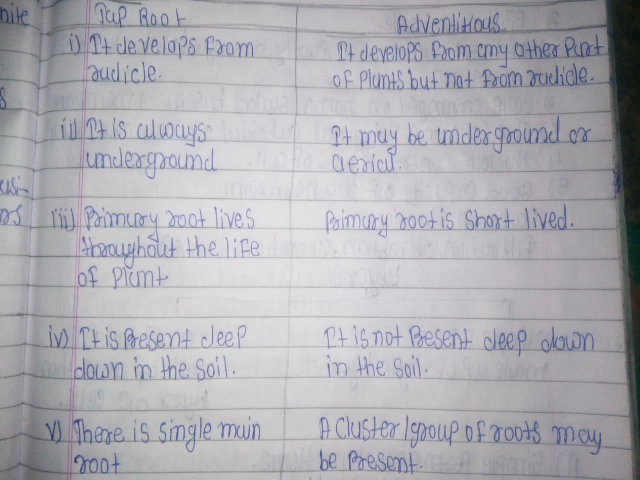 nite
Tap Root
Adventitious
i) It develops from
radicle.
It develops from any other Part
of Plants but not from radicle.
ii) It is always
underground
It may be underground or
aerial.
iii) Primary root lives
throughout the life
of Plant.
Primary root is short lived.
iv) It is Present deep
down in the Soil.
It is not Present deep down
in the Soil.
v) There is single main
root
A Cluster/group of roots may
be Present.